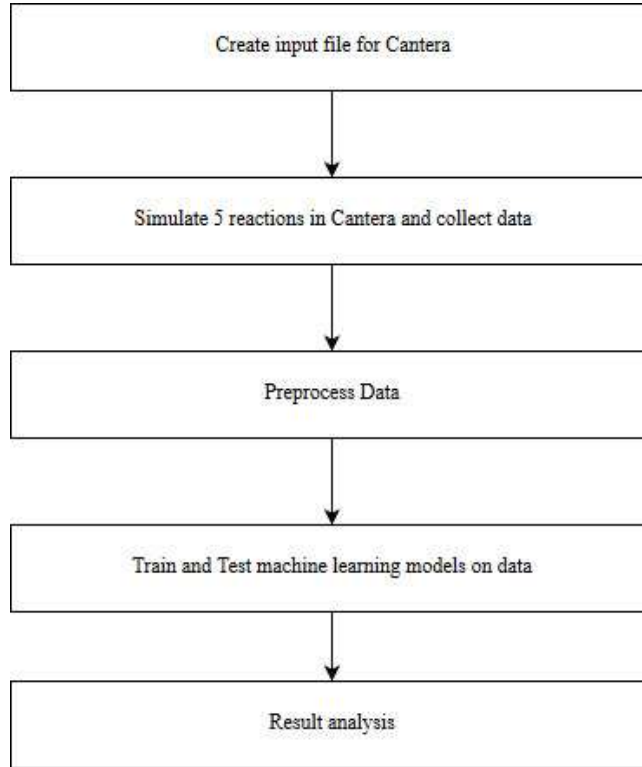 Create input file for Cantera
Simulate 5 reactions in Cantera and collect data
Preprocess Data
Train and Test machine learning models on data
Result analysis